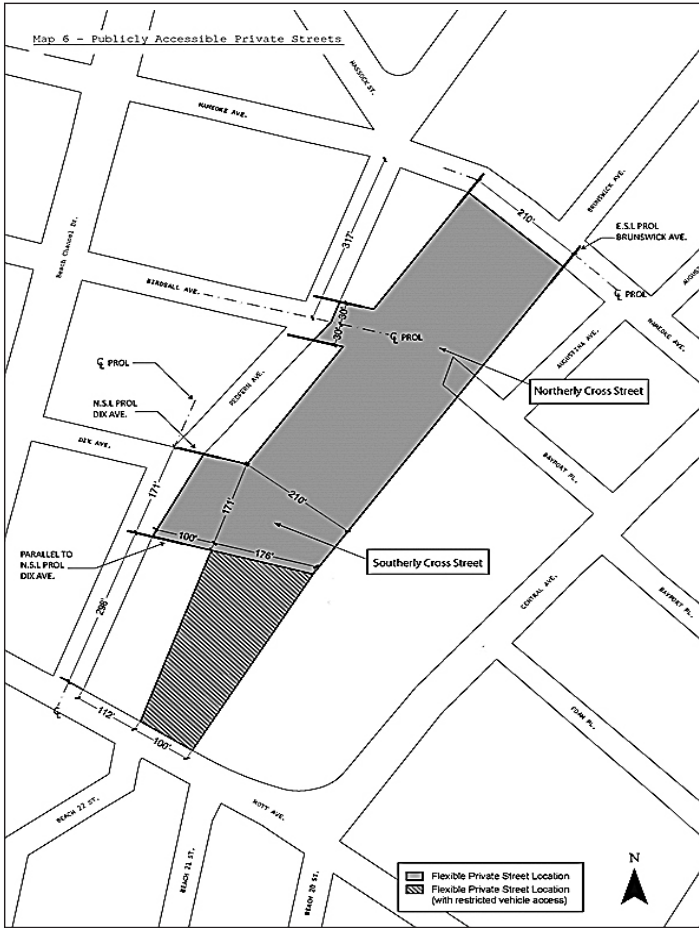 Map 6 - Publicly Accessible Private Streets
HASSOCK ST.
NAMEOKE AVE.
BRUNSWICK AVE.
210'
E.S.L PROL
BRUNSWICK AVE.
317'
Beach Channel Dr.
BIRDSALL AVE.
℄ PROL
NAMEOKE AVE.
30'
30'
℄ PROL
AUGUSTINA AVE.
℄ PROL
REDFERN AVE.
Northerly Cross Street
N.S.L PROL
DIX AVE.
DIX AVE.
BAYPORT PL.
171'
171'
210'
100'
176'
Southerly Cross Street
PARALLEL TO
N.S.L PROL
DIX AVE.
CENTRAL AVE.
BAYPORT PL.
296'
FOAM PL.
℄
112'
100'
MOTT AVE.
BEACH 22 ST.
BEACH 21 ST.
BEACH 20 ST.
N
Flexible Private Street Location
Flexible Private Street Location
(with restricted vehicle access)